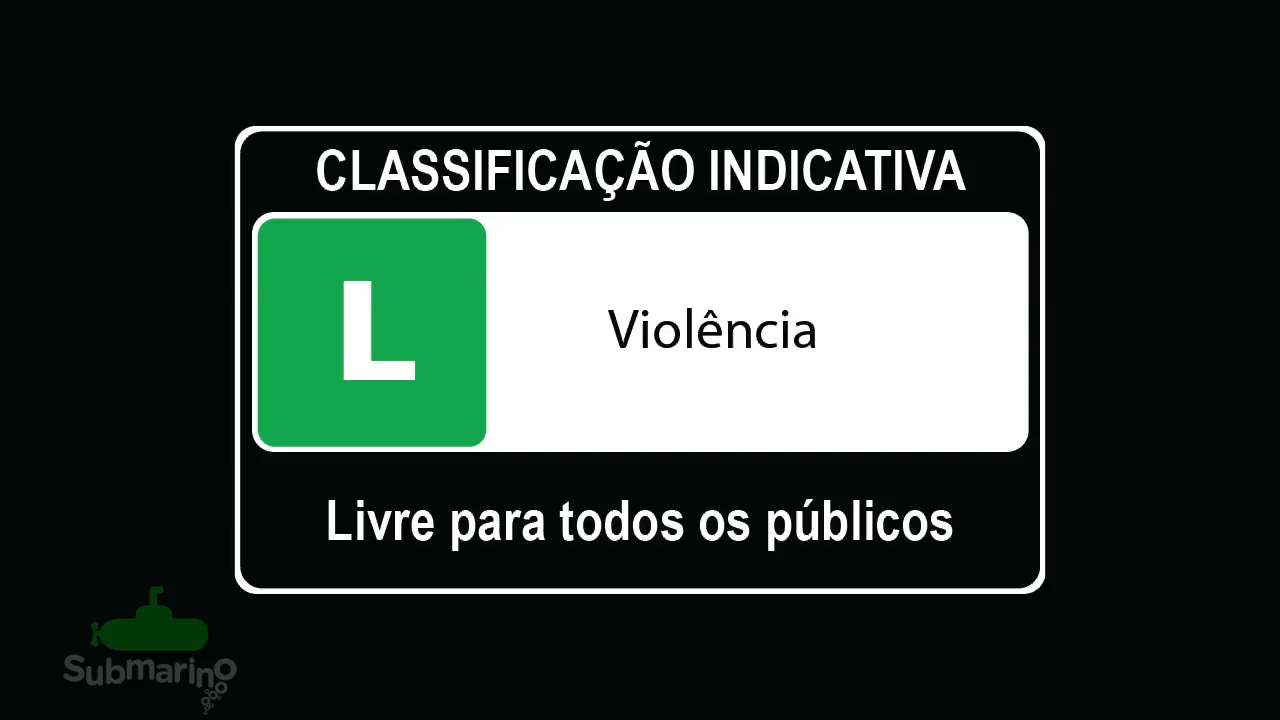 CLASSIFICAÇÃO INDICATIVA
L
Violência
Livre para todos os públicos
Submarino